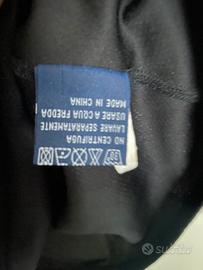 NO CENTRIFUGA
LAVARE SEPARATAMENTE
USARE ACQUA FREDDA
MADE IN CHINA
subito